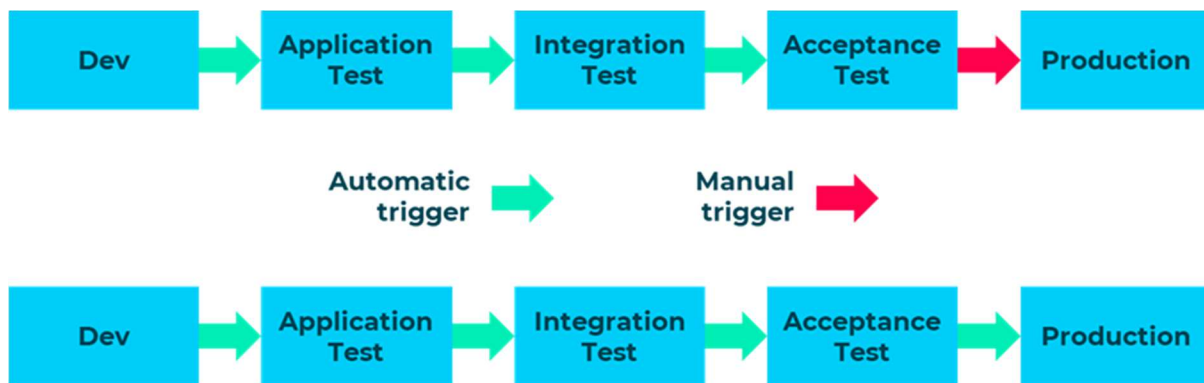 Dev
Application
Test
Integration
Test
Acceptance
Test
Production
Automatic
trigger
Manual
trigger
Dev
Application
Test
Integration
Test
Acceptance
Test
Production